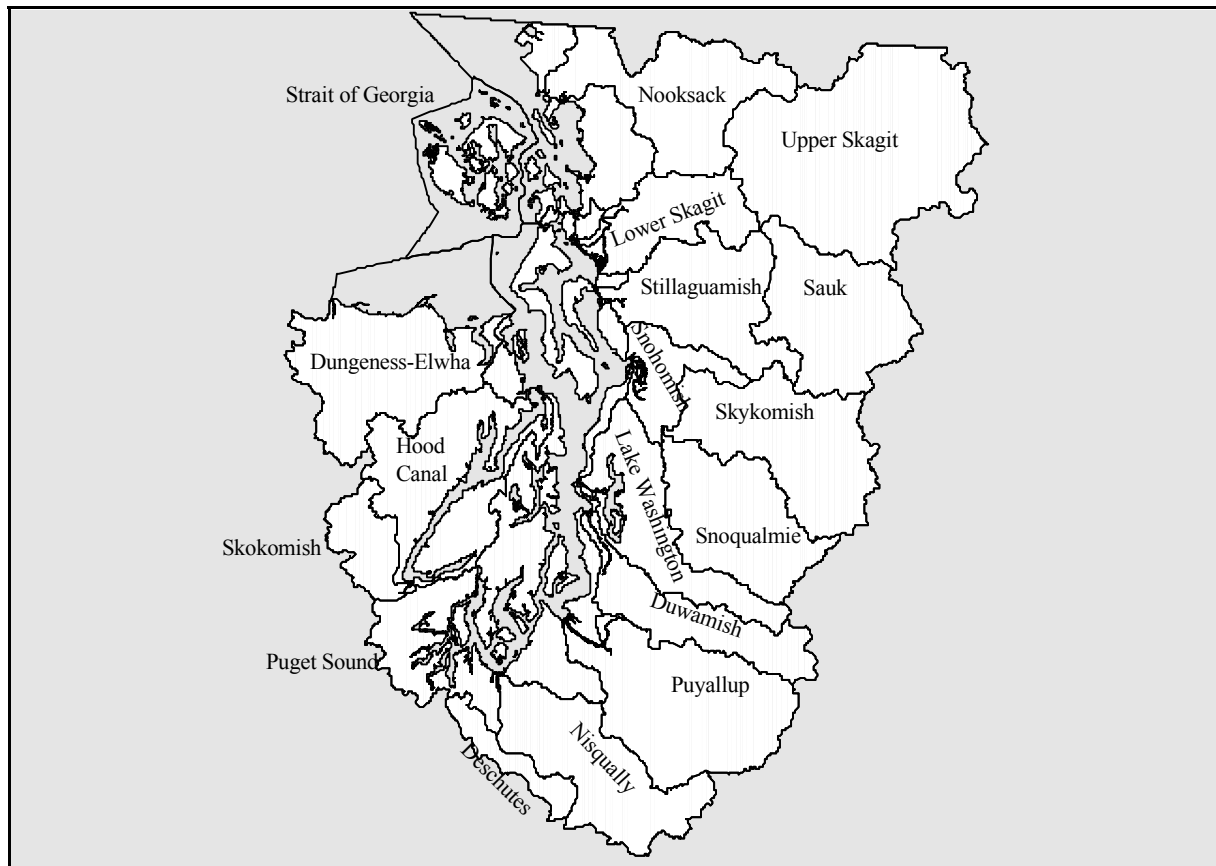 Strait of Georgia
Nooksack
Upper Skagit
Lower Skagit
Stillaguamish
Sauk
Snohomish
Dungeness-Elwha
Skykomish
Hood
Canal
Lake Washington
Snoqualmie
Skokomish
Duwamish
Puget Sound
Puyallup
Nisqually
Deschutes